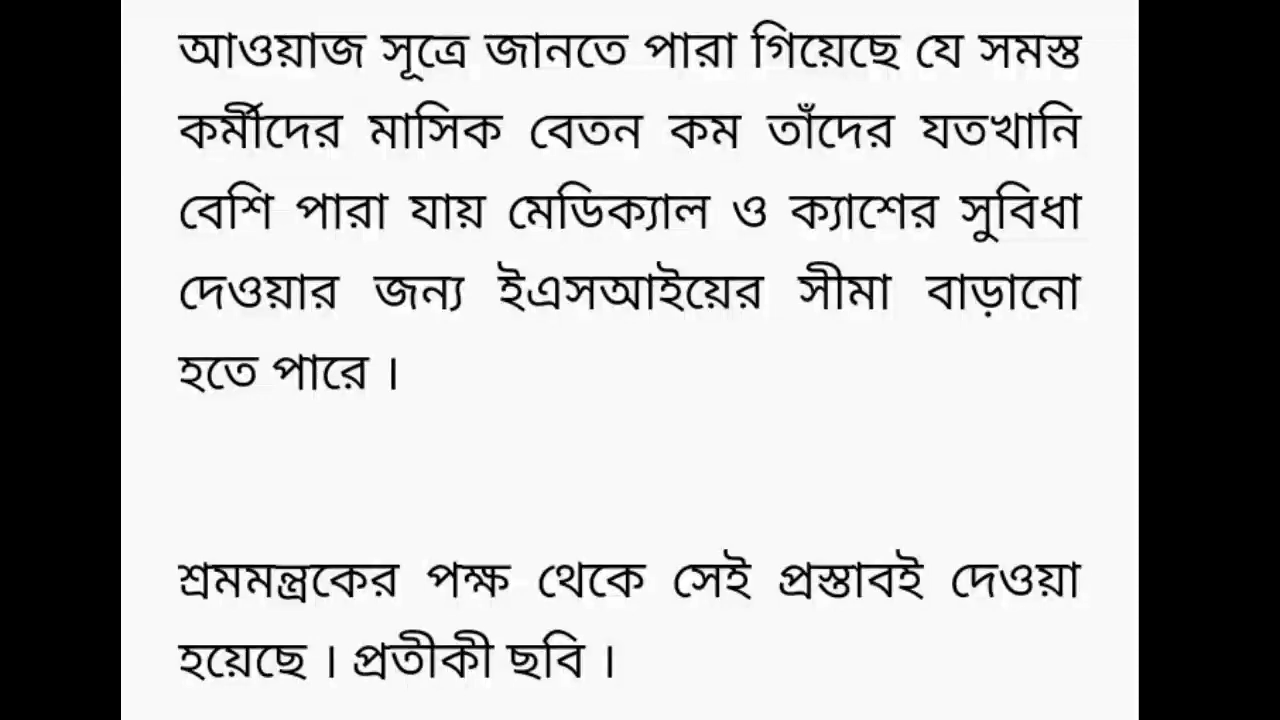 আওয়াজ সূত্রে জানতে পারা গিয়েছে যে সমস্ত
কর্মীদের মাসিক বেতন কম তাঁদের যতখানি
বেশি পারা যায় মেডিক্যাল ও ক্যাশের সুবিধা
দেওয়ার জন্য ইএসআইয়ের সীমা বাড়ানো
হতে পারে ।
শ্রমমন্ত্রকের পক্ষ থেকে সেই প্রস্তাবই দেওয়া
হয়েছে । প্রতীকী ছবি ।